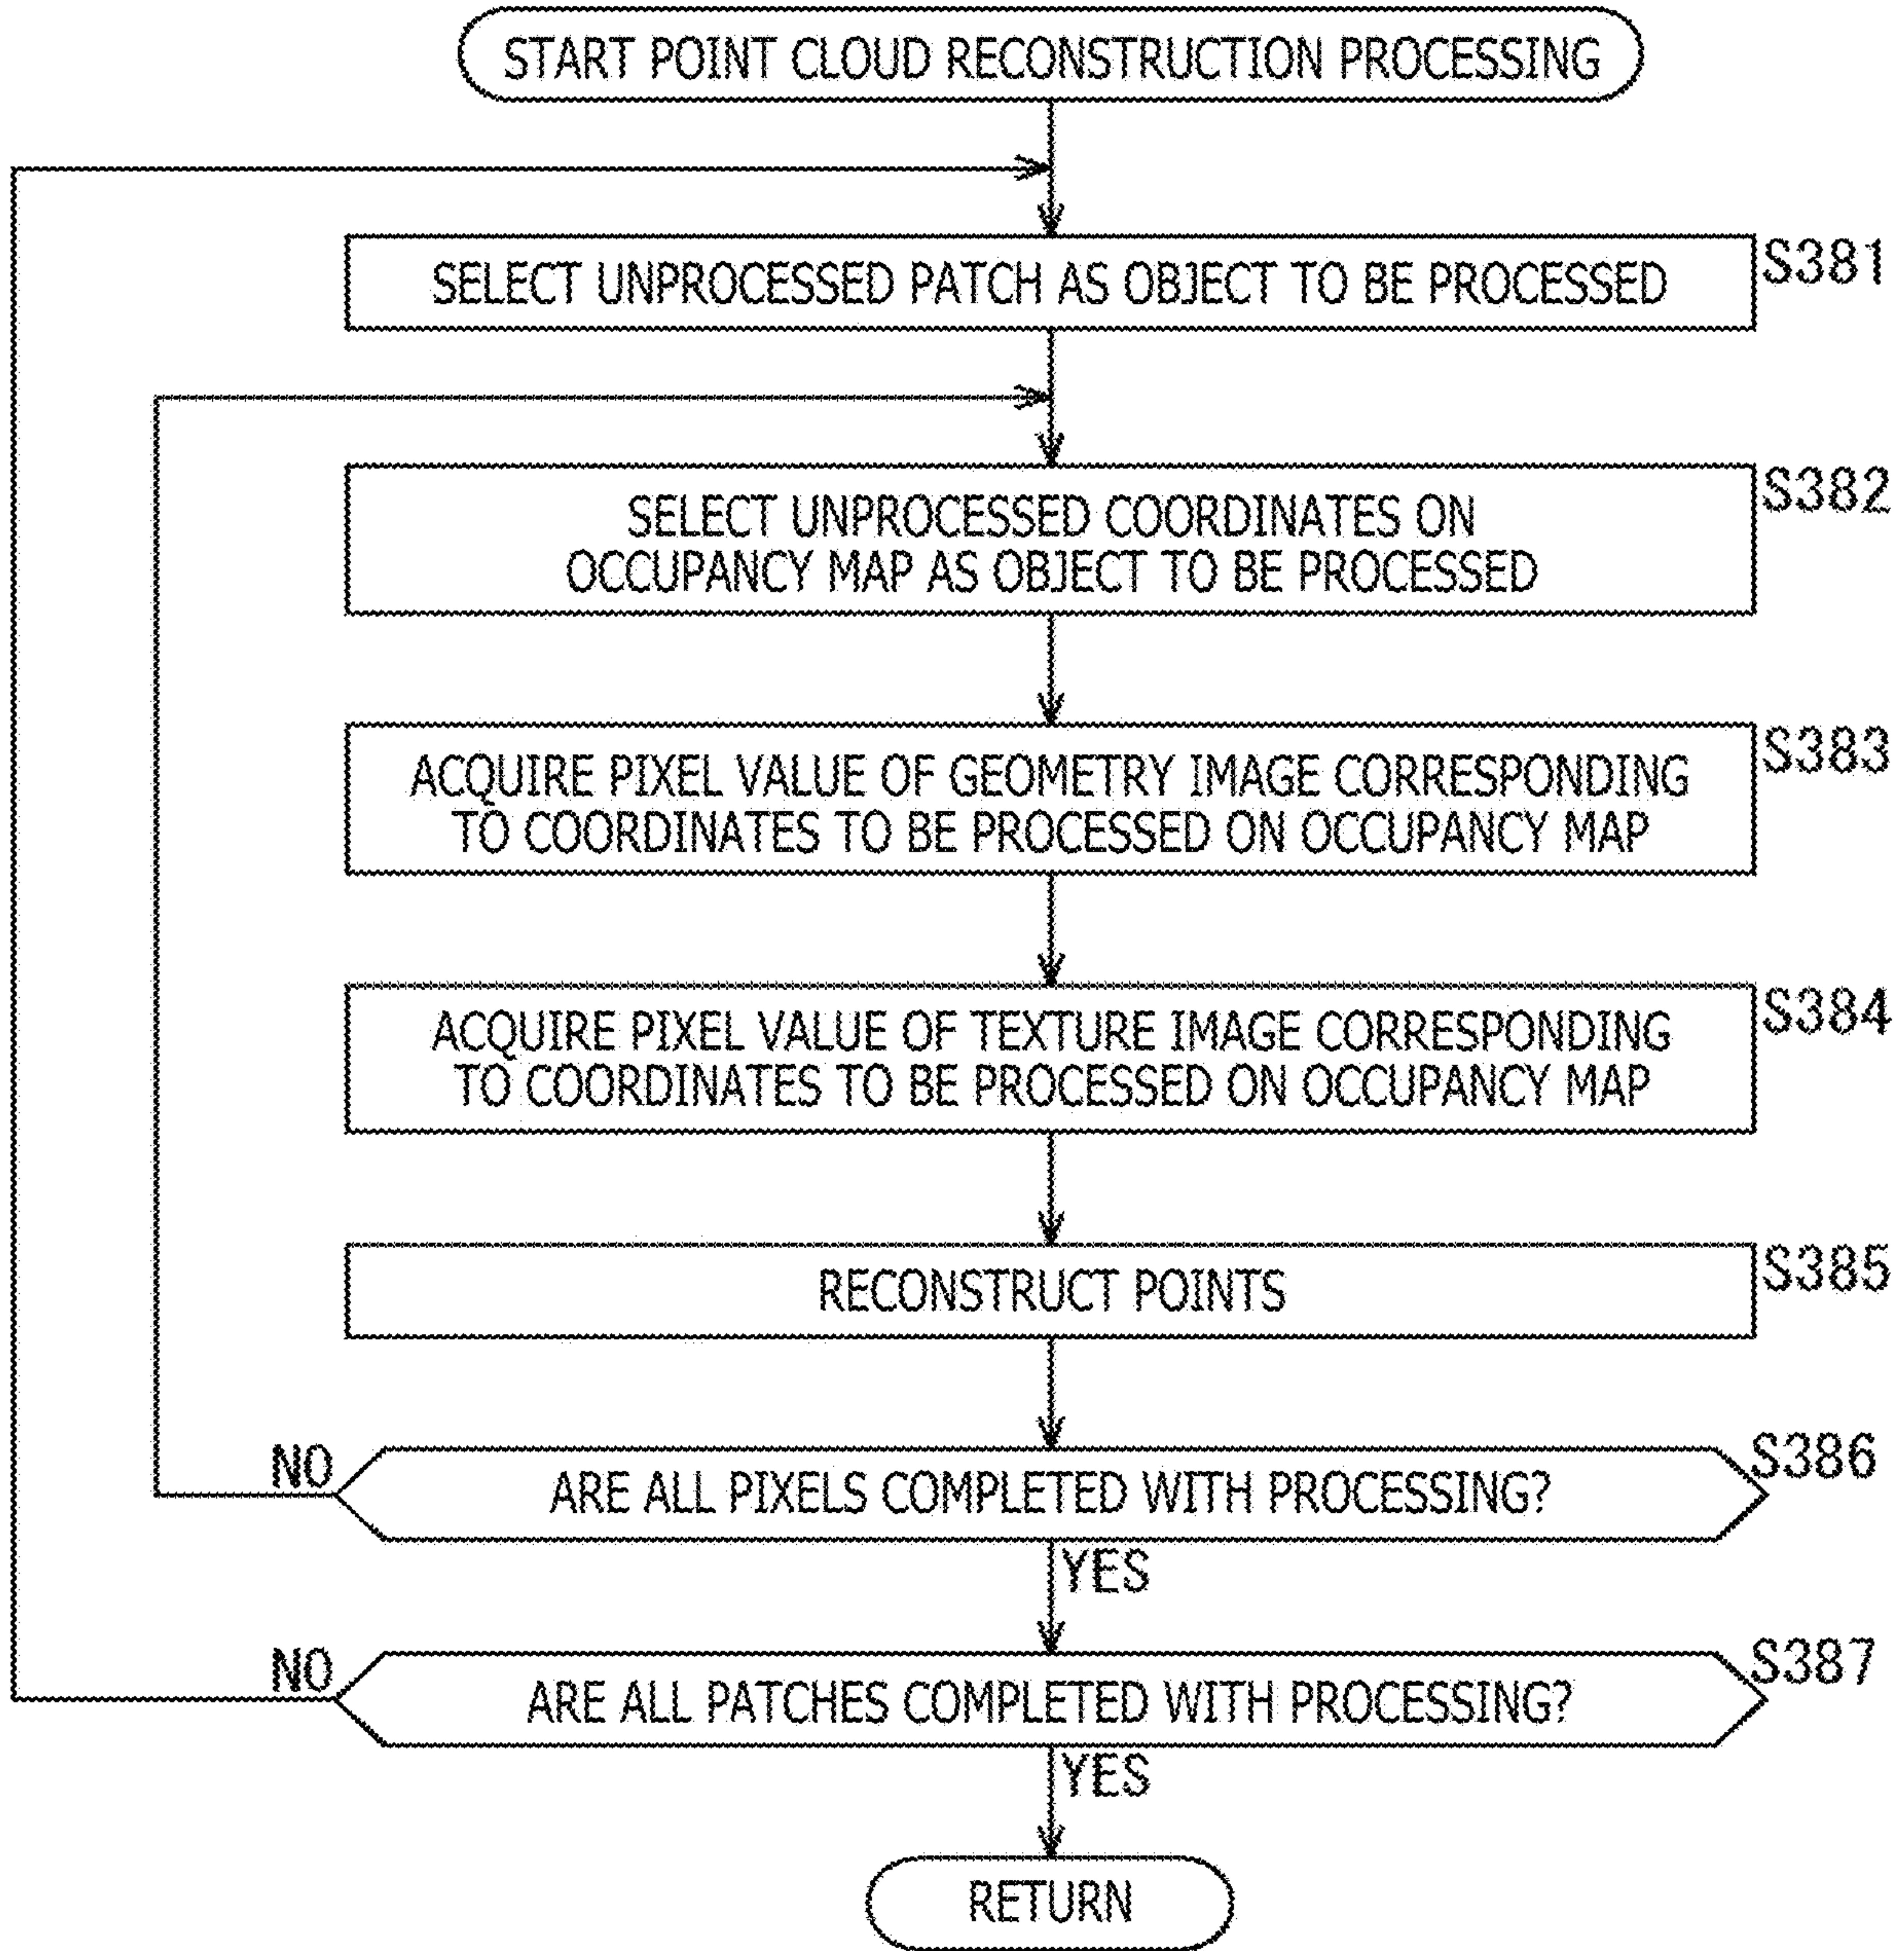 START POINT CLOUD RECONSTRUCTION PROCESSING
SELECT UNPROCESSED PATCH AS OBJECT TO BE PROCESSED
S381
SELECT UNPROCESSED COORDINATES ON
OCCUPANCY MAP AS OBJECT TO BE PROCESSED
S382
ACQUIRE PIXEL VALUE OF GEOMETRY IMAGE CORRESPONDING
TO COORDINATES TO BE PROCESSED ON OCCUPANCY MAP
S383
ACQUIRE PIXEL VALUE OF TEXTURE IMAGE CORRESPONDING
TO COORDINATES TO BE PROCESSED ON OCCUPANCY MAP
S384
RECONSTRUCT POINTS
S385
NO
ARE ALL PIXELS COMPLETED WITH PROCESSING?
S386
YES
NO
ARE ALL PATCHES COMPLETED WITH PROCESSING?
S387
YES
RETURN